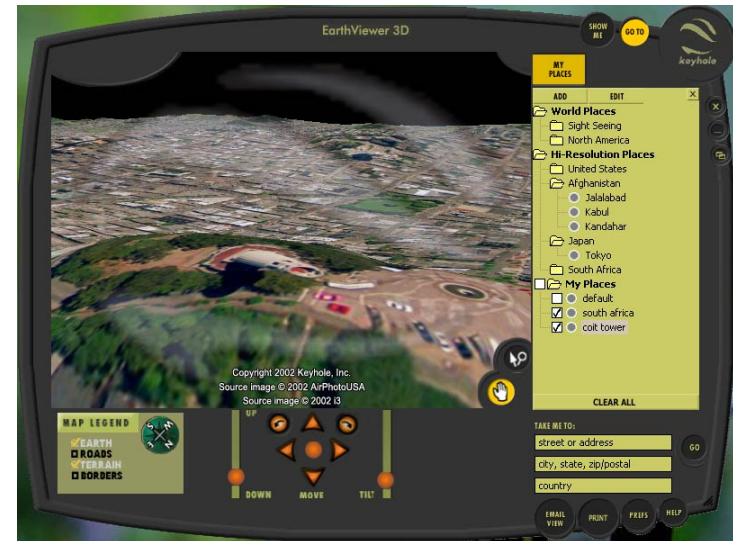 EarthViewer 3D
SHOW
ME
GO TO
keyhole
MY
PLACES
ADD EDIT X
World Places
Sight Seeing
North America
Hi-Resolution Places
United States
Afghanistan
Jalalabad
Kabul
Kandahar
Japan
Tokyo
South Africa
My Places
default
south africa
coit tower
CLEAR ALL
Copyright 2002 Keyhole, Inc.
Source image © 2002 AirPhotoUSA
Source image © 2002 i3
MAP LEGEND
EARTH
ROADS
TERRAIN
BORDERS
N
S
UP
DOWN MOVE TILT
TAKE ME TO:
street or address
city, state, zip/postal
country
GO
EMAIL
VIEW
PRINT
PREFS
HELP